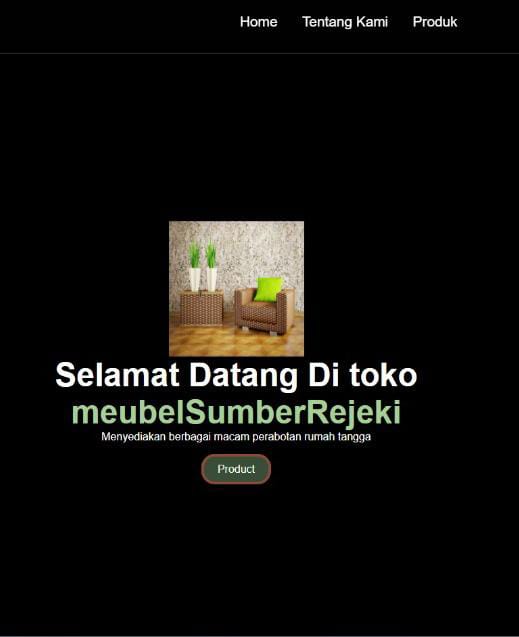 Home Tentang Kami Produk
Selamat Datang Di toko
meubelSumberRejeki
Menyediakan berbagai macam perabotan rumah tangga
Product